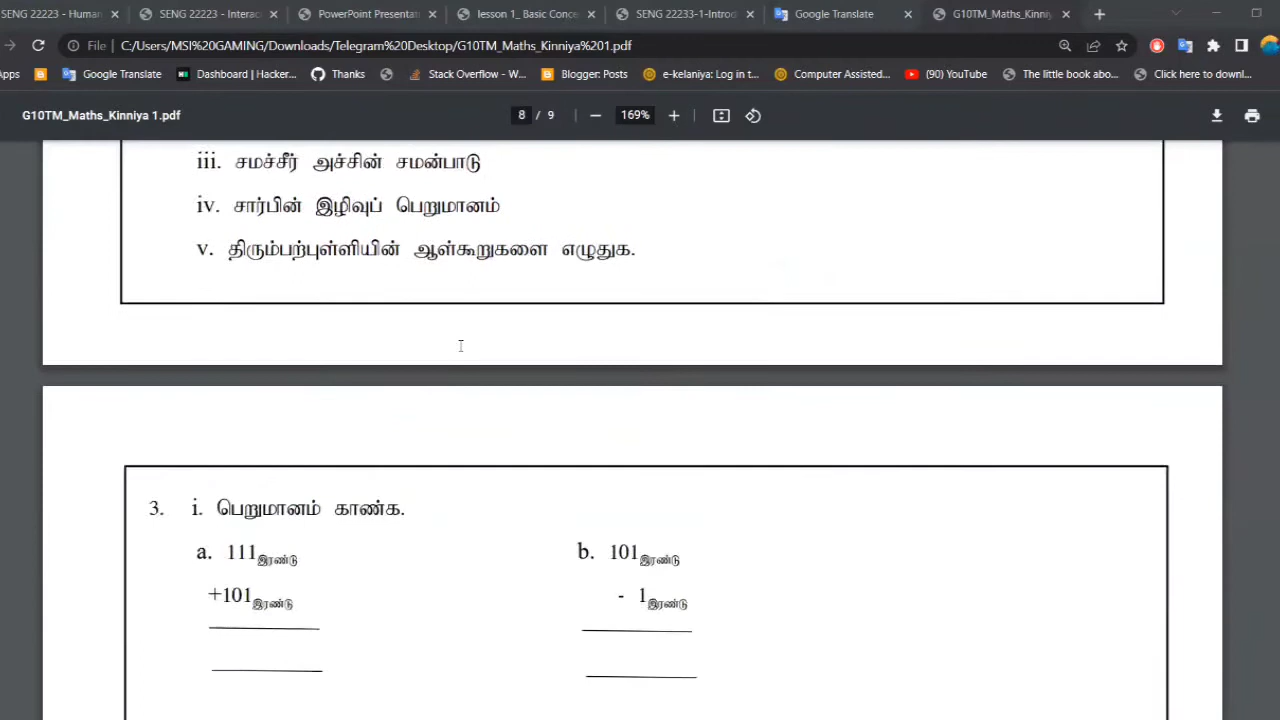 SENG 22223 - Human
SENG 22223 - Interac
PowerPoint Presentat
lesson 1_ Basic Conce
SENG 22233-1-Introd
Google Translate
G10TM_Maths_Kinniya
File | C:/Users/MSI%20GAMING/Downloads/Telegram%20Desktop/G10TM_Maths_Kinniya%201.pdf
Apps
Google Translate
Dashboard | Hacker...
Thanks
Stack Overflow - W...
Blogger: Posts
e-kelaniya: Log in t...
Computer Assisted...
(90) YouTube
The little book abo...
Click here to downl...
G10TM_Maths_Kinniya 1.pdf
8 / 9
169%
iii. சமச்சீர் அச்சின் சமன்பாடு
iv. சார்பின் இழிவுப் பெறுமானம்
v. திரும்பற்புள்ளியின் ஆள்கூறுகளை எழுதுக.
3. i. பெறுமானம் காண்க.
a. 111இரண்டு b. 101இரண்டு
+101இரண்டு - 1இரண்டு